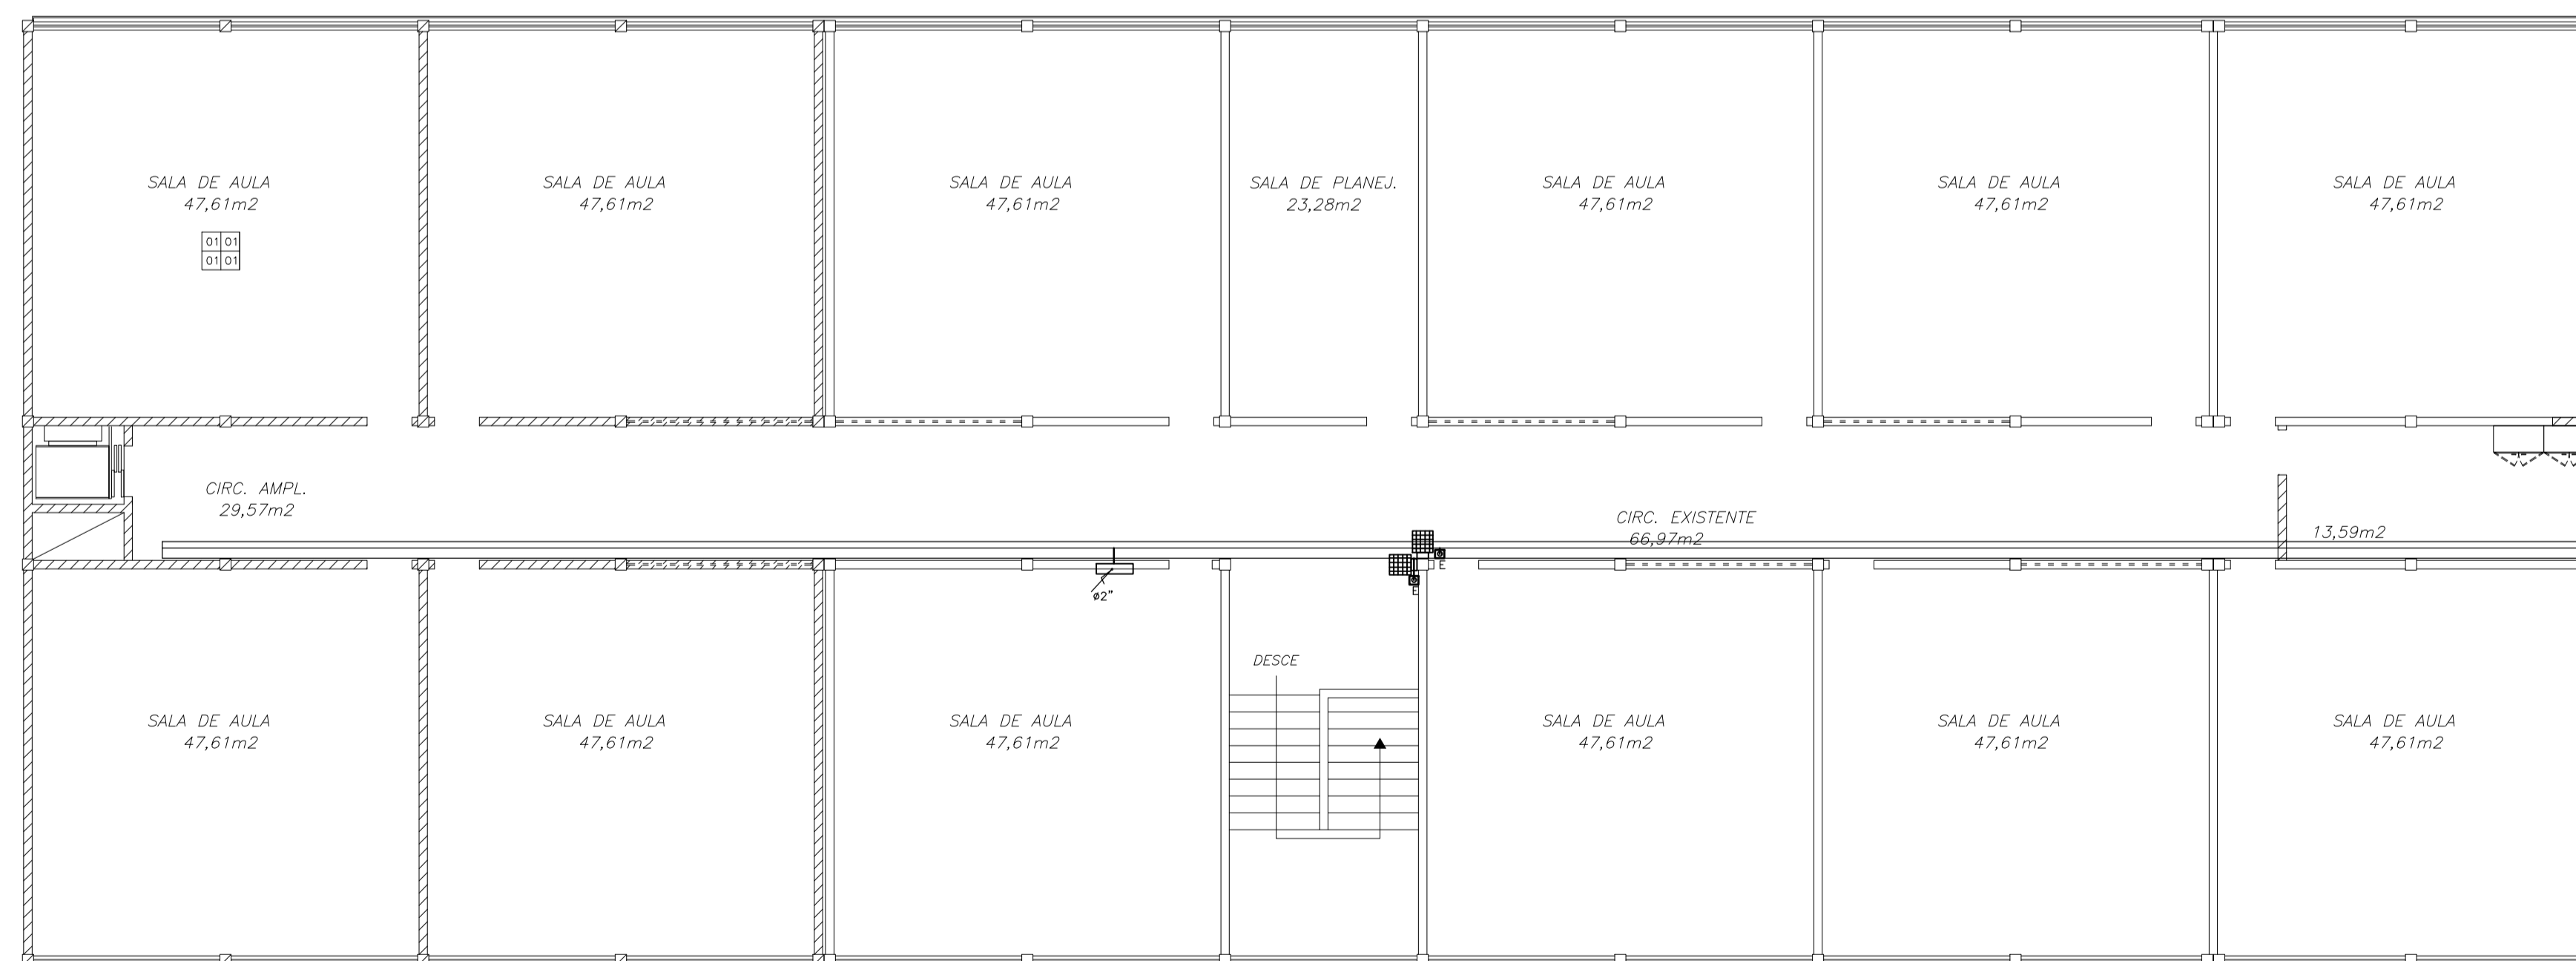 SALA DE AULA
47,61m2
SALA DE AULA
47,61m2
SALA DE AULA
47,61m2
SALA DE PLANEJ.
23,28m2
SALA DE AULA
47,61m2
SALA DE AULA
47,61m2
SALA DE AULA
47,61m2
01 01
01 01
CIRC. AMPL.
29,57m2
CIRC. EXISTENTE
66,97m2
13,59m2
E
E
ø2"
DESCE
SALA DE AULA
47,61m2
SALA DE AULA
47,61m2
SALA DE AULA
47,61m2
SALA DE AULA
47,61m2
SALA DE AULA
47,61m2
SALA DE AULA
47,61m2